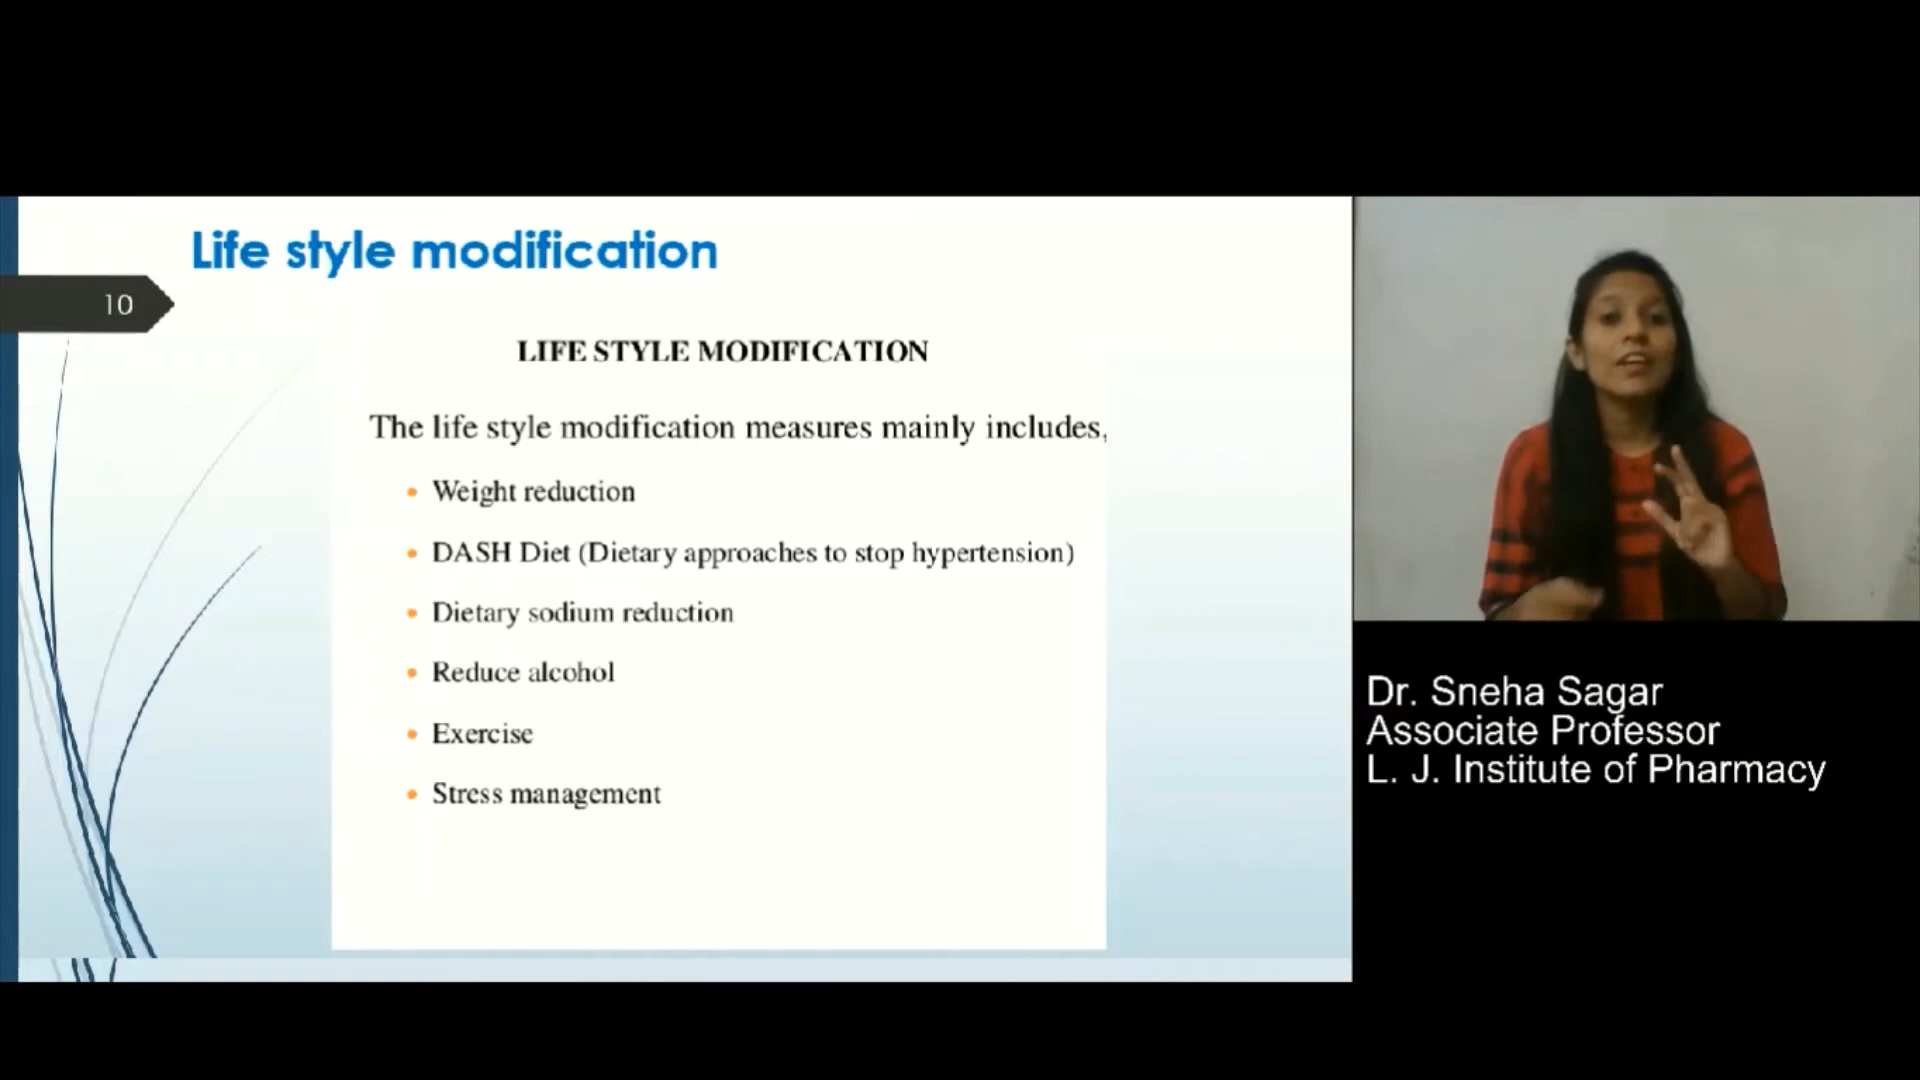 Life style modification
10
LIFE STYLE MODIFICATION
The life style modification measures mainly includes,
• Weight reduction
• DASH Diet (Dietary approaches to stop hypertension)
• Dietary sodium reduction
• Reduce alcohol
• Exercise
• Stress management
Dr. Sneha Sagar
Associate Professor
L. J. Institute of Pharmacy